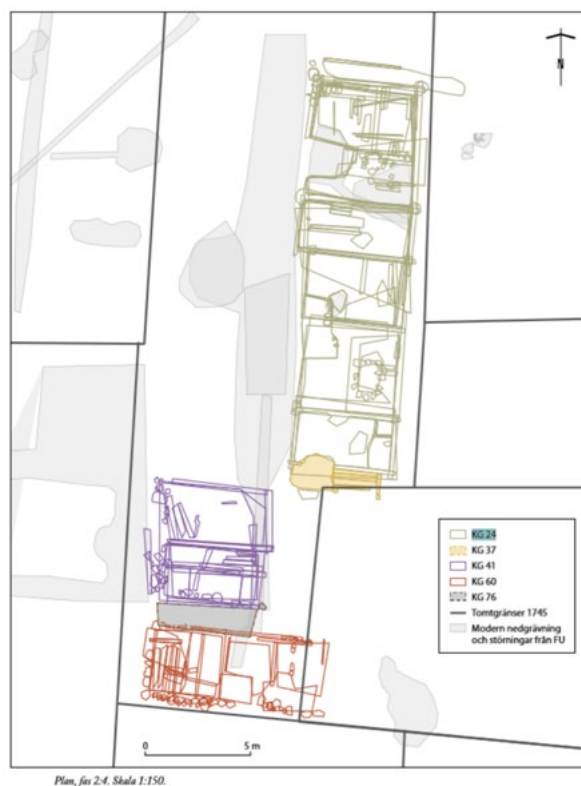 N
KG 24
KG 37
KG 41
KG 60
KG 76
Tomtgränser 1745
Modern nedgrävning
och störningar från FU
0 5 m
Plan, fas 2:4. Skala 1:150.